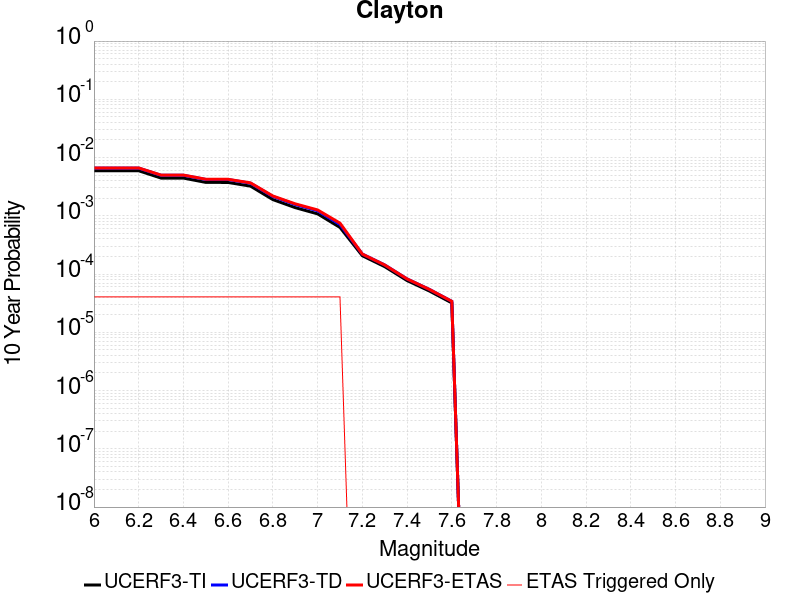 Clayton
10 Year Probability
10^0
10^-1
10^-2
10^-3
10^-4
10^-5
10^-6
10^-7
10^-8
6 6.2 6.4 6.6 6.8 7 7.2 7.4 7.6 7.8 8 8.2 8.4 8.6 8.8 9
Magnitude
UCERF3-TI UCERF3-TD UCERF3-ETAS ETAS Triggered Only